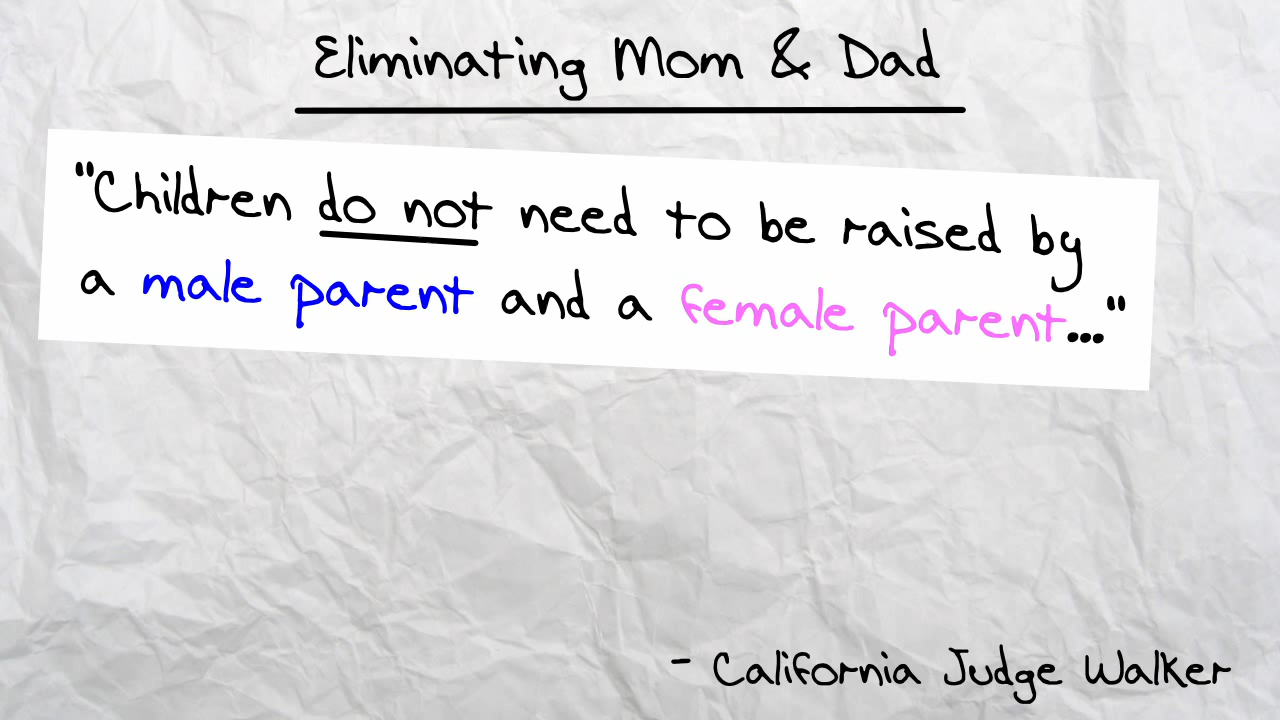 Eliminating Mom & Dad
"Children do not need to be raised by
a male parent and a female parent..."
- California Judge Walker